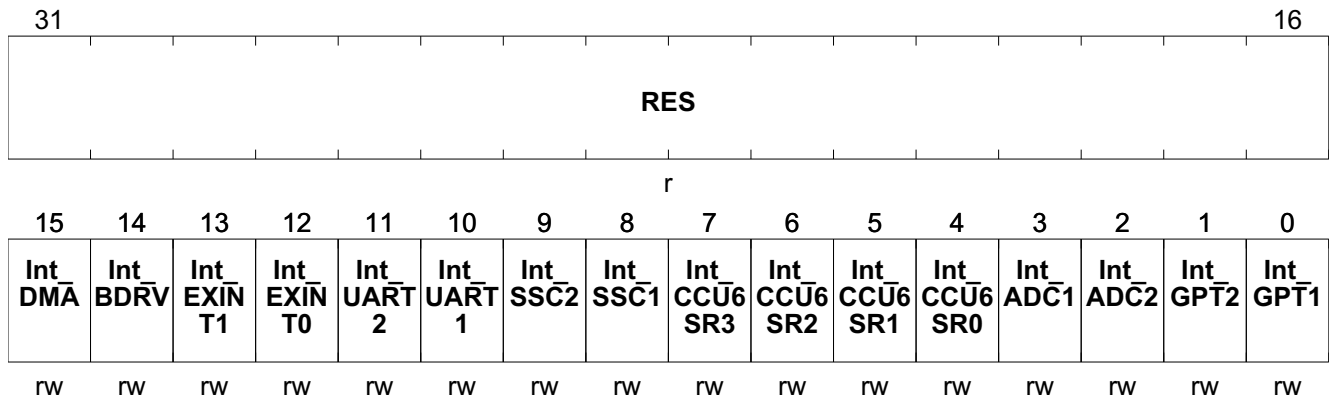 31 16
RES
r
15 14 13 12 11 10 9 8 7 6 5 4 3 2 1 0
Int_ Int_ Int_ Int_ Int_ Int_ Int_ Int_ Int_ Int_ Int_ Int_ Int_ Int_ Int_ Int_
DMA BDRV EXIN EXIN UART UART SSC2 SSC1 CCU6 CCU6 CCU6 CCU6 ADC1 ADC2 GPT2 GPT1
T1 T0 2 1 SR3 SR2 SR1 SR0
rw rw rw rw rw rw rw rw rw rw rw rw rw rw rw rw